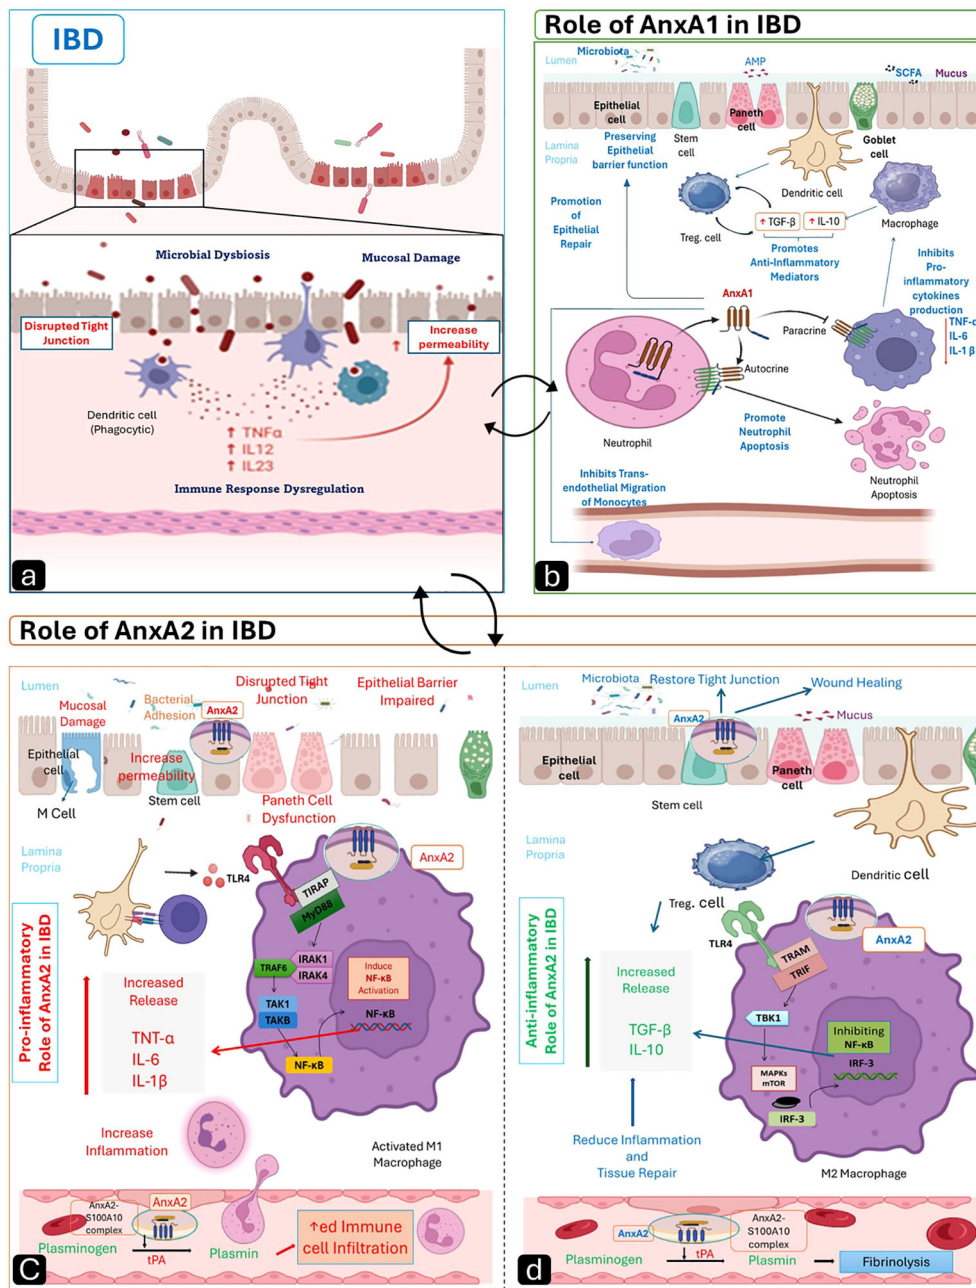 IBD
Microbial Dysbiosis
Mucosal Damage
Disrupted Tight
Junction
Increase
permeability
↑
Dendritic cell
(Phagocytic)
↑ TNFα
↑ IL12
↑ IL23
Immune Response Dysregulation
a
Role of AnxA1 in IBD
Lumen
Microbiota
AMP
SCFA
Mucus
Epithelial
cell
Stem
cell
Paneth
cell
Goblet
cell
Lamina
Propria
Preserving
Epithelial
barrier function
Dendritic cell
Promotion
of
Epithelial
Repair
Treg. cell
↑ TGF-β
↑ IL-10
Macrophage
Promotes
Anti-Inflammatory
Mediators
Inhibits
Pro-
inflammatory
cytokines
production
TNF-α
IL-6
IL-1 β
AnxA1
Paracrine
Autocrine
Neutrophil
Promote
Neutrophil
Apoptosis
Neutrophil
Apoptosis
Inhibits Trans-
endothelial Migration
of Monocytes
b
Role of AnxA2 in IBD
Lumen
Mucosal
Damage
Bacterial
Adhesion
AnxA2
Disrupted Tight
Junction
Epithelial Barrier
Impaired
Epithelial
cell
Increase
permeability
M Cell
Stem cell
Paneth Cell
Dysfunction
Lamina
Propria
TLR4
AnxA2
TIRAP
MyD88
IRAK1
IRAK4
TRAF6
TAK1
TAKB
NF-κB
Induce
NF-κB
Activation
NF-κB
Pro-inflammatory
Role of AnxA2 in IBD
Increased
Release
TNT-α
IL-6
IL-1β
Increase
Inflammation
Activated M1
Macrophage
AnxA2-
S100A10
complex
AnxA2
Plasminogen
tPA
Plasmin
↑ed Immune
cell Infiltration
C
Lumen
Microbiota
Restore Tight Junction
Wound Healing
AnxA2
Mucus
Epithelial
cell
Paneth
cell
Stem cell
Lamina
Propria
Dendritic cell
Treg. cell
TLR4
AnxA2
TRAM
TRIF
TBK1
MAPKs
mTOR
IRF-3
Inhibiting
NF-κB
IRF-3
Anti-inflammatory
Role of AnxA2 in IBD
Increased
Release
TGF-β
IL-10
Reduce Inflammation
and
Tissue Repair
M2 Macrophage
AnxA2
AnxA2-
S100A10
complex
Plasminogen
tPA
Plasmin
Fibrinolysis
d